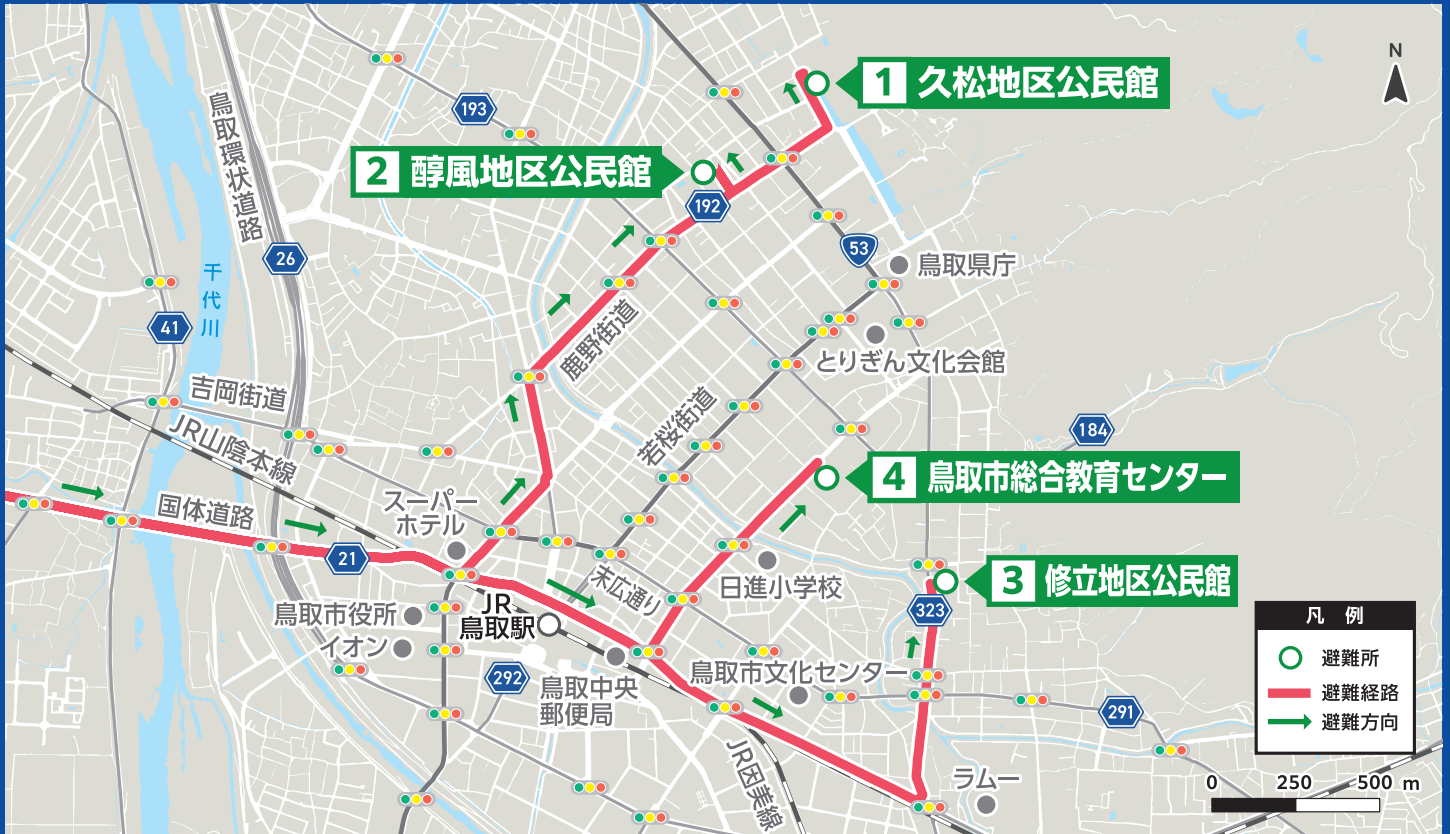 N
1 久松地区公民館
193
鳥取環状道路
2 醇風地区公民館
192
53
鳥取県庁
26
千代川
41
鹿野街道
とりぎん文化会館
吉岡街道
若桜街道
184
JR山陰本線
4 鳥取市総合教育センター
国体道路
スーパー
ホテル
21
末広通り
日進小学校
3 修立地区公民館
323
鳥取市役所
JR
鳥取駅
イオン
292
鳥取中央
郵便局
鳥取市文化センター
291
JR因美線
ラムー
凡 例
避難所
避難経路
避難方向
0 250 500 m